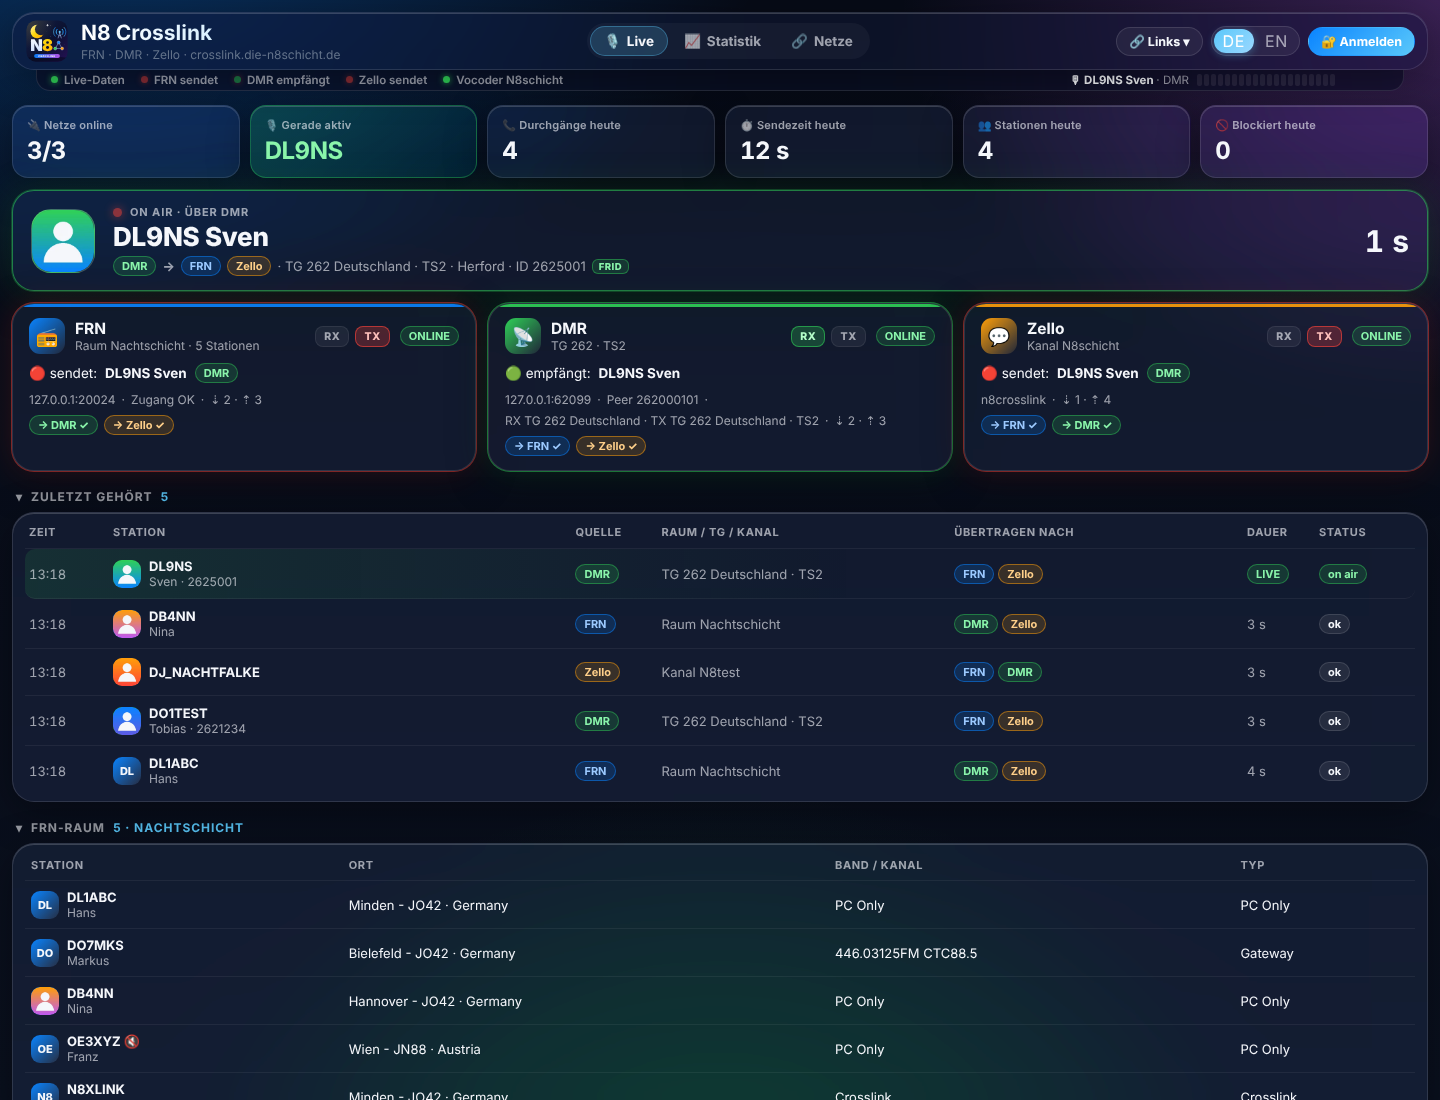 N8 Crosslink
FRN · DMR · Zello · crosslink.die-n8schicht.de
Live
Statistik
Netze
Links ▾
DE
EN
Anmelden
Live-Daten
FRN sendet
DMR empfängt
Zello sendet
Vocoder N8schicht
DL9NS Sven · DMR
Netze online
3/3
Gerade aktiv
DL9NS
Durchgänge heute
4
Sendezeit heute
12 s
Stationen heute
4
Blockiert heute
0
ON AIR · ÜBER DMR
DL9NS Sven
DMR → FRN Zello · TG 262 Deutschland · TS2 · Herford · ID 2625001 FRID
1 s
FRN
Raum Nachtschicht · 5 Stationen
RX TX ONLINE
sendet: DL9NS Sven DMR
127.0.0.1:20024 · Zugang OK · ↓ 2 · ↑ 3
→ DMR ✓ → Zello ✓
DMR
TG 262 · TS2
RX TX ONLINE
empfängt: DL9NS Sven
127.0.0.1:62099 · Peer 262000101 ·
RX TG 262 Deutschland · TX TG 262 Deutschland · TS2 · ↓ 2 · ↑ 3
→ FRN ✓ → Zello ✓
Zello
Kanal N8schicht
RX TX ONLINE
sendet: DL9NS Sven DMR
n8crosslink · ↓ 1 · ↑ 4
→ FRN ✓ → DMR ✓
▾ ZULETZT GEHÖRT 5
ZEIT STATION QUELLE RAUM / TG / KANAL ÜBERTRAGEN NACH DAUER STATUS
13:18 DL9NS DMR TG 262 Deutschland · TS2 FRN Zello LIVE on air
Sven · 2625001
13:18 DB4NN FRN Raum Nachtschicht DMR Zello 3 s ok
Nina
13:18 DJ_NACHTFALKE Zello Kanal N8test FRN DMR 3 s ok
13:18 DO1TEST DMR TG 262 Deutschland · TS2 FRN Zello 3 s ok
Tobias · 2621234
13:18 DL DL1ABC FRN Raum Nachtschicht DMR Zello 4 s ok
Hans
▾ FRN-RAUM 5 · NACHTSCHICHT
STATION ORT BAND / KANAL TYP
DL DL1ABC Minden - JO42 · Germany PC Only PC Only
Hans
DO DO7MKS Bielefeld - JO42 · Germany 446.03125FM CTC88.5 Gateway
Markus
DB4NN Hannover - JO42 · Germany PC Only PC Only
Nina
OE OE3XYZ Wien - JN88 · Austria PC Only PC Only
Franz
N8 N8XLINK Minden - JO42 · Germany Crosslink Crosslink